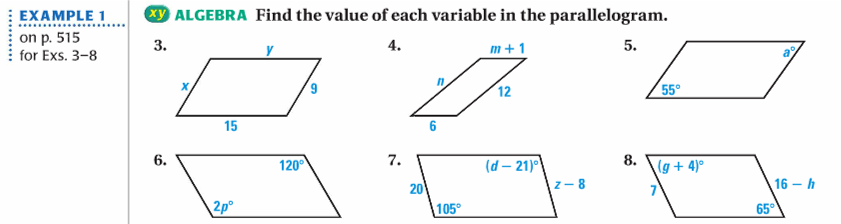 EXAMPLE 1
on p. 515
for Exs. 3–8
xy ALGEBRA Find the value of each variable in the parallelogram.
3.
y
x
9
15
4.
m + 1
n
12
6
5.
a°
55°
6.
120°
2p°
7.
(d – 21)°
20
z – 8
105°
8.
(g + 4)°
7
16 – h
65°